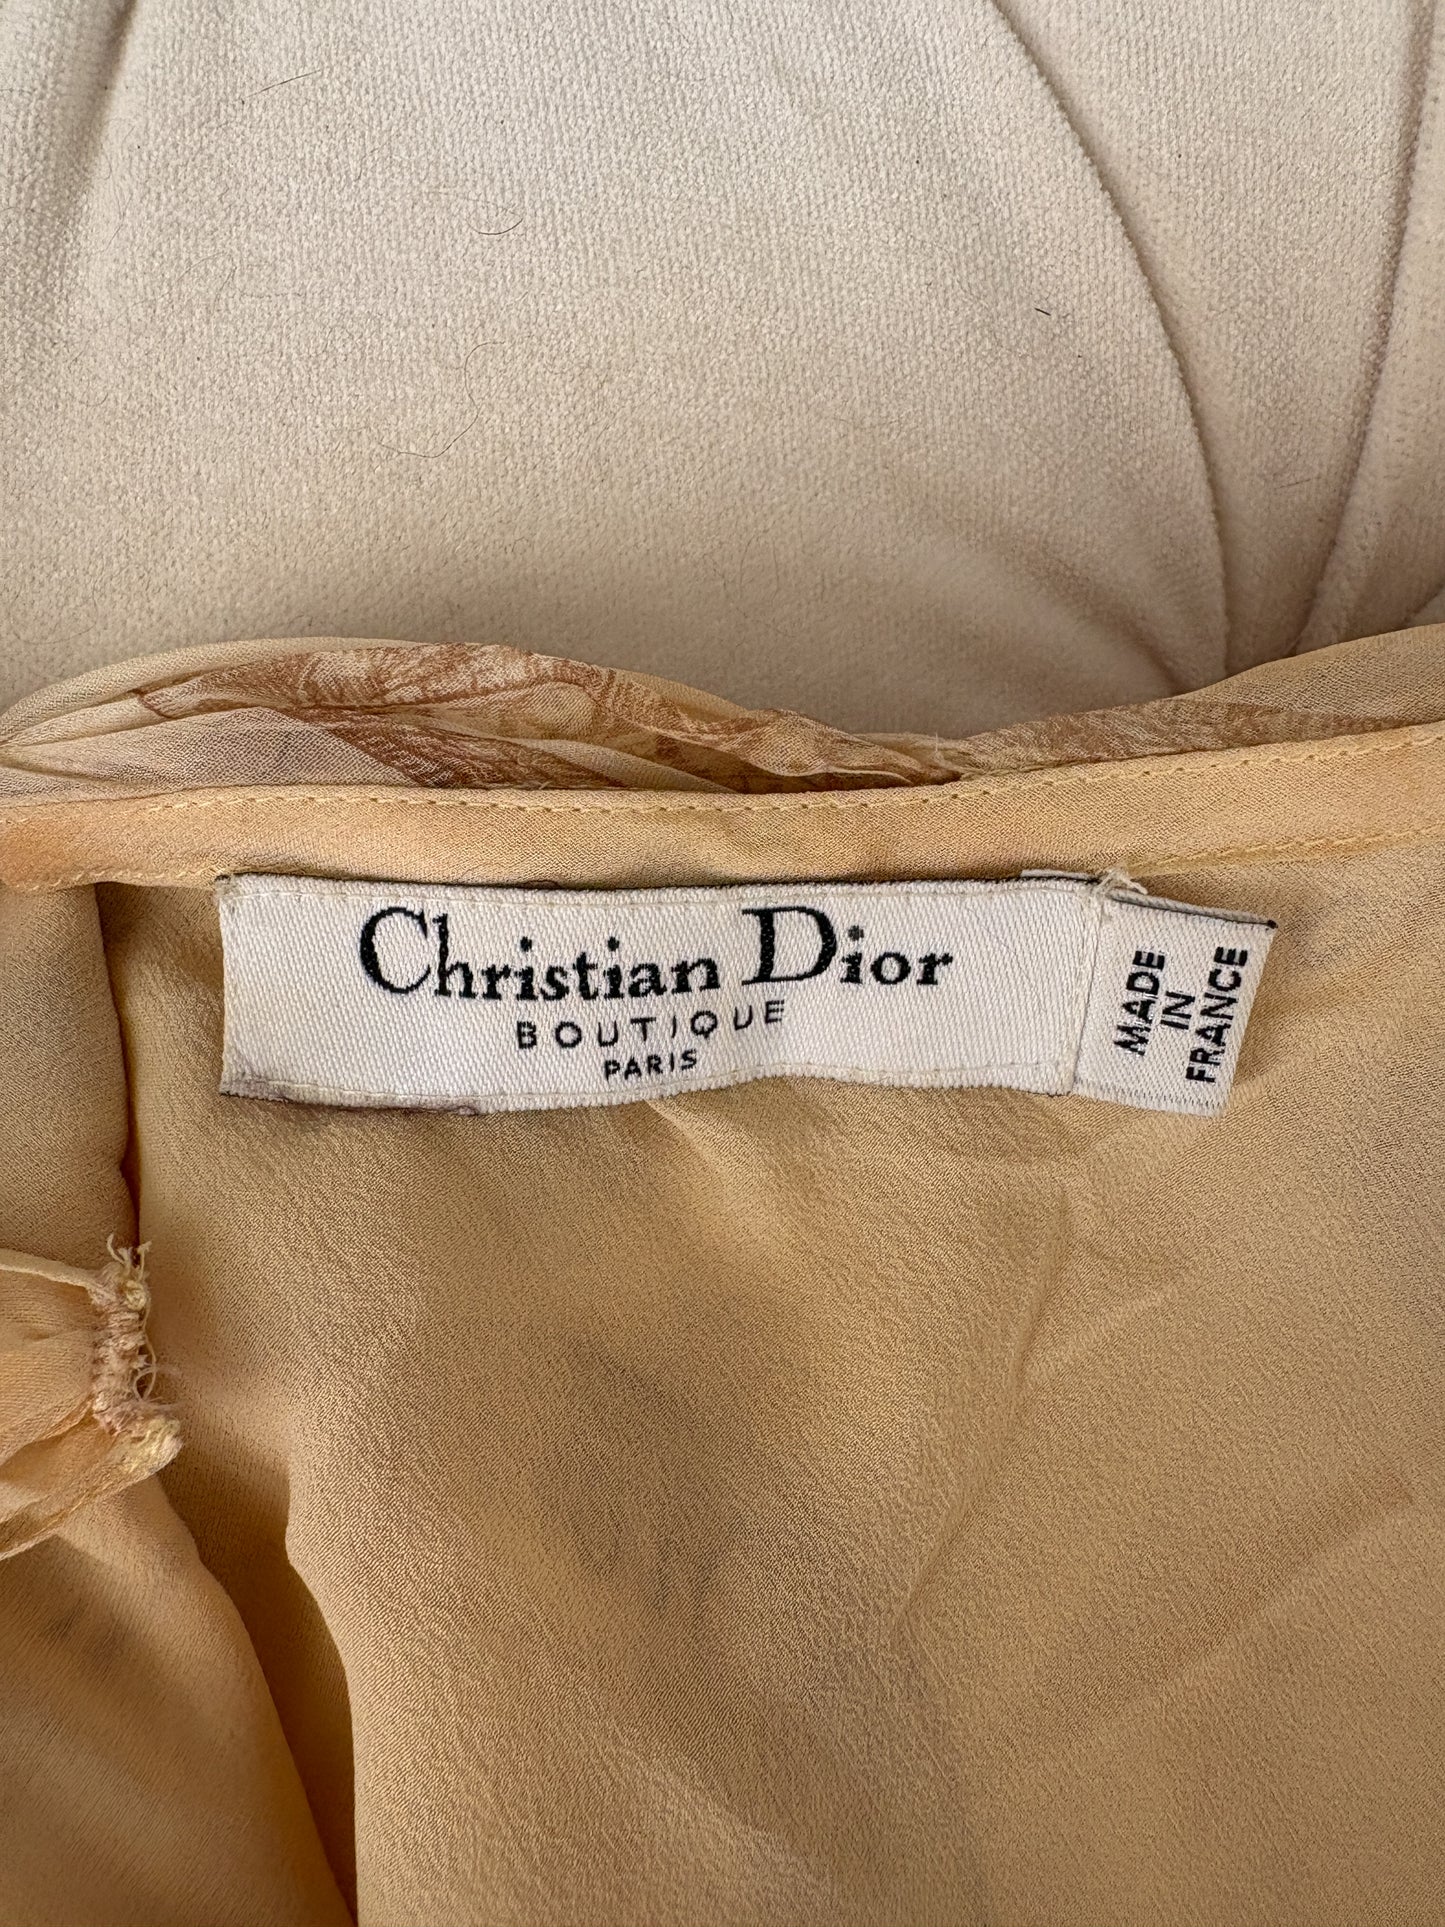 Christian Dior
BOUTIQUE
PARIS
MADE
IN
FRANCE